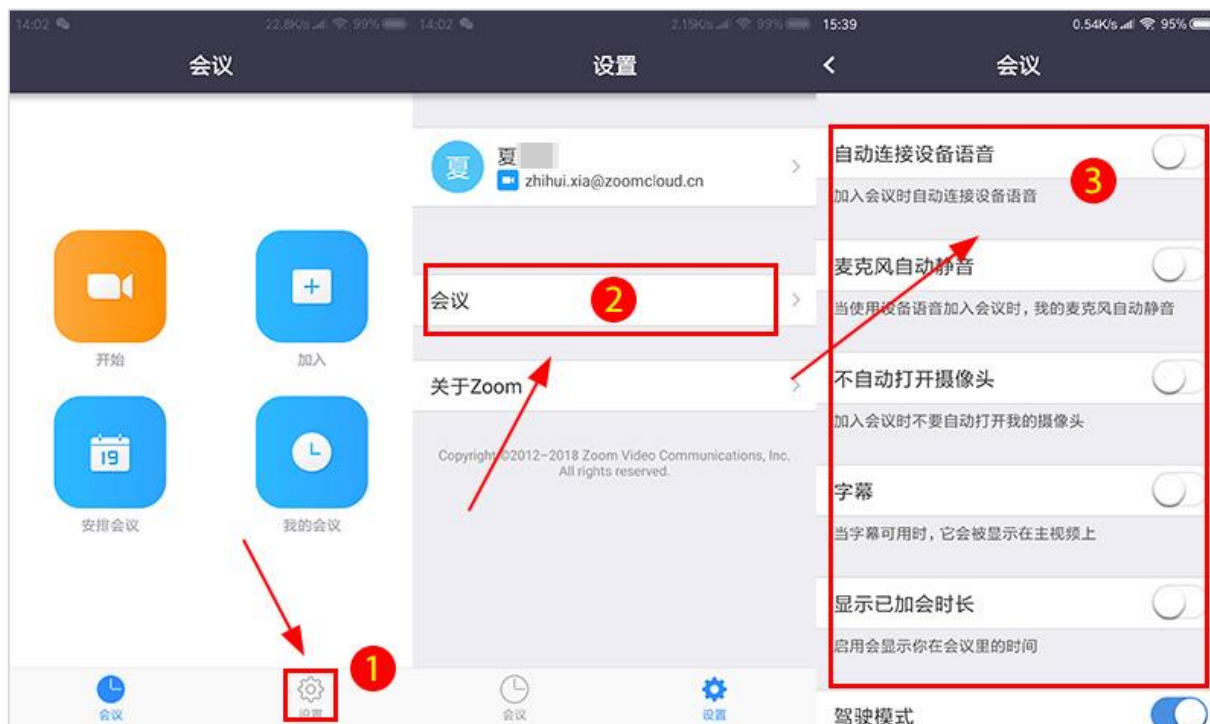 14:02
22.8K/s 99%
会议
开始
加入
安排会议
我的会议
19
1
会议
设置
14:02
2.15K/s 99%
设置
夏
夏
zhihui.xia@zoomcloud.cn
会议
2
关于Zoom
Copyright ©2012-2018 Zoom Video Communications, Inc.
All rights reserved.
会议
设置
15:39
0.54K/s 95%
会议
自动连接设备语音
3
加入会议时自动连接设备语音
麦克风自动静音
当使用设备语音加入会议时，我的麦克风自动静音
不自动打开摄像头
加入会议时不要自动打开我的摄像头
字幕
当字幕可用时，它会被显示在主视频上
显示已加会时长
启用会显示你在会议里的时间
驾驶模式